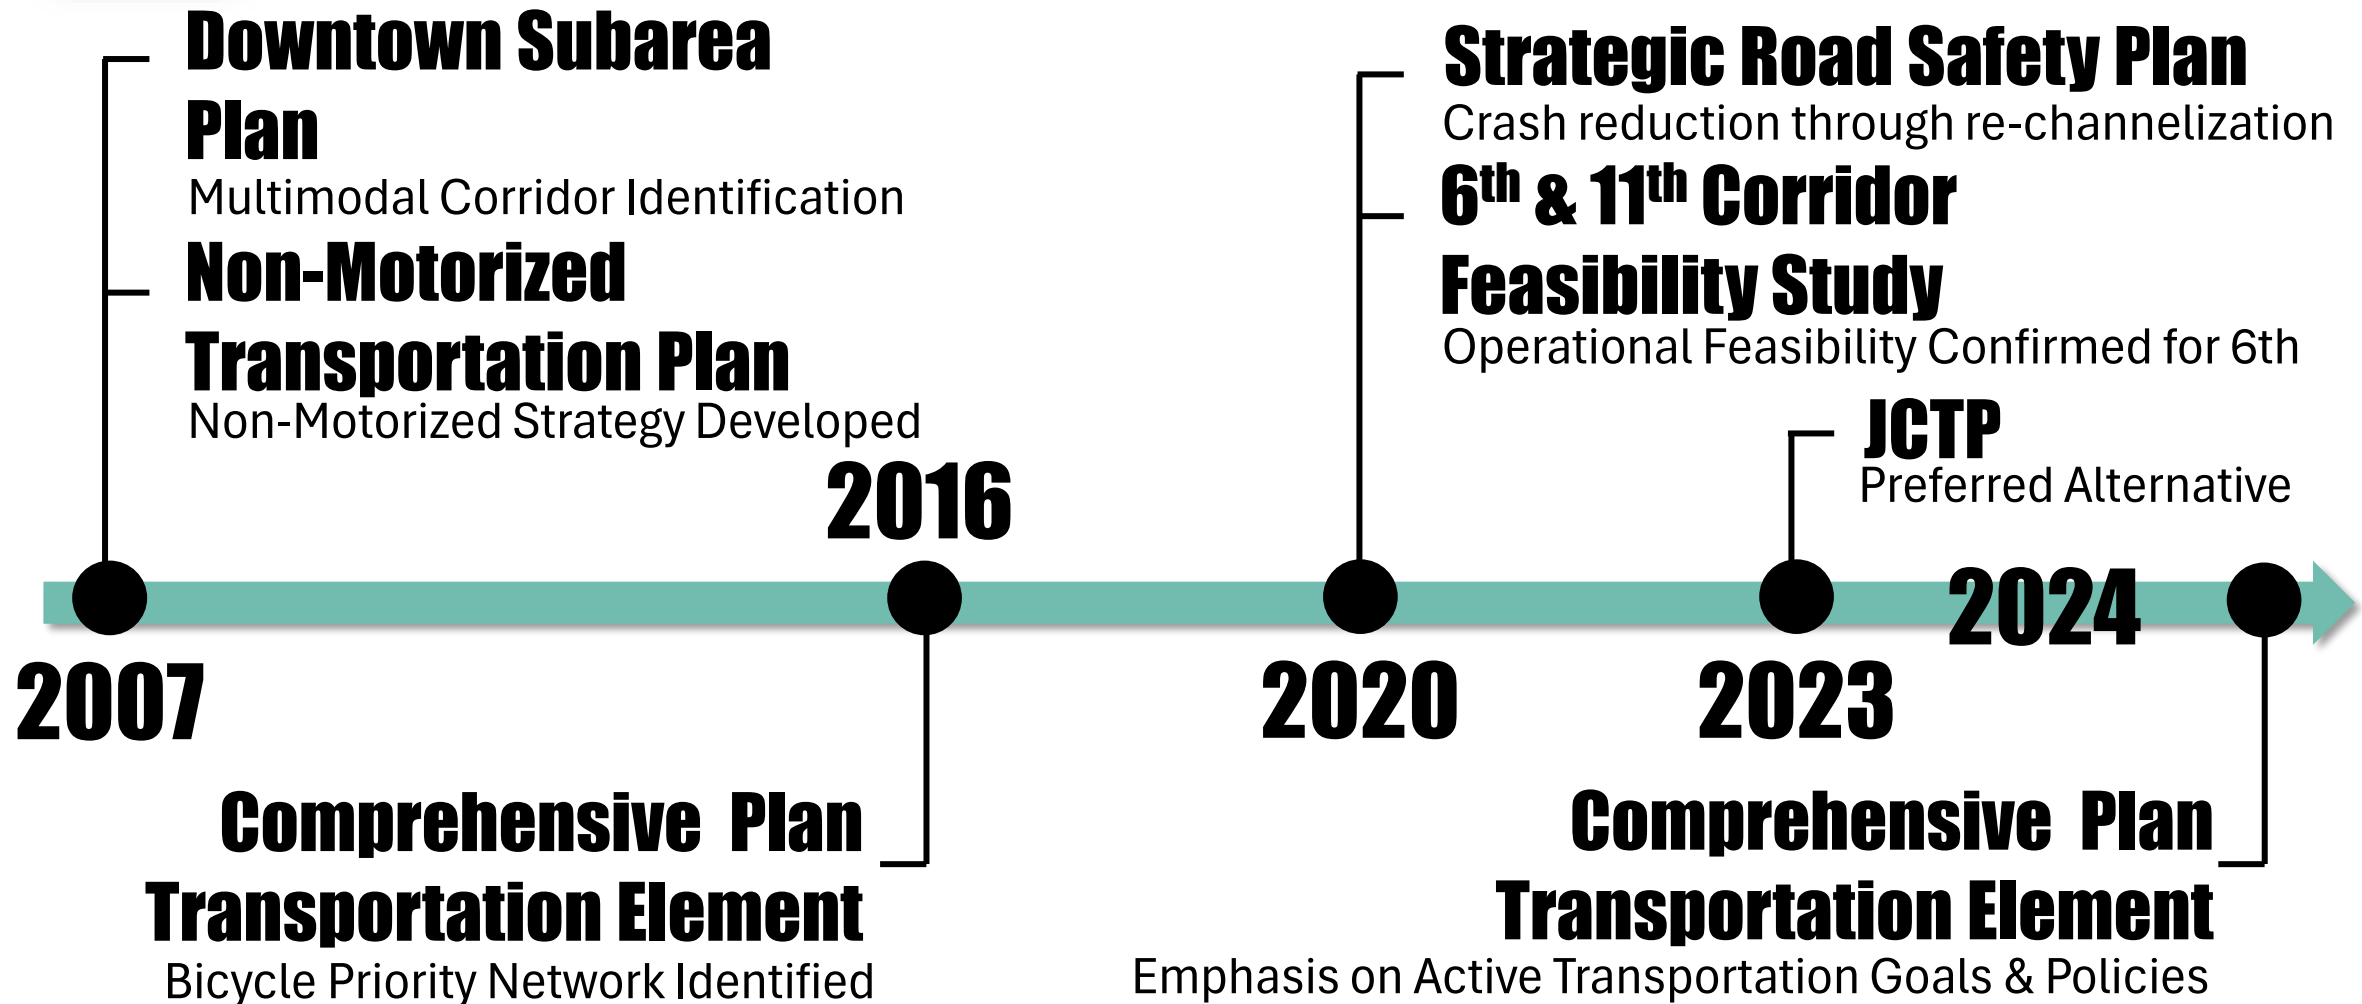 Downtown Subarea
Plan
Multimodal Corridor Identification
Non-Motorized
Transportation Plan
Non-Motorized Strategy Developed
Strategic Road Safety Plan
Crash reduction through re-channelization
6th & 11th Corridor
Feasibility Study
Operational Feasibility Confirmed for 6th
JCTP
Preferred Alternative
2016
2024
2007
2020
2023
Comprehensive Plan
Transportation Element
Bicycle Priority Network Identified
Comprehensive Plan
Transportation Element
Emphasis on Active Transportation Goals & Policies